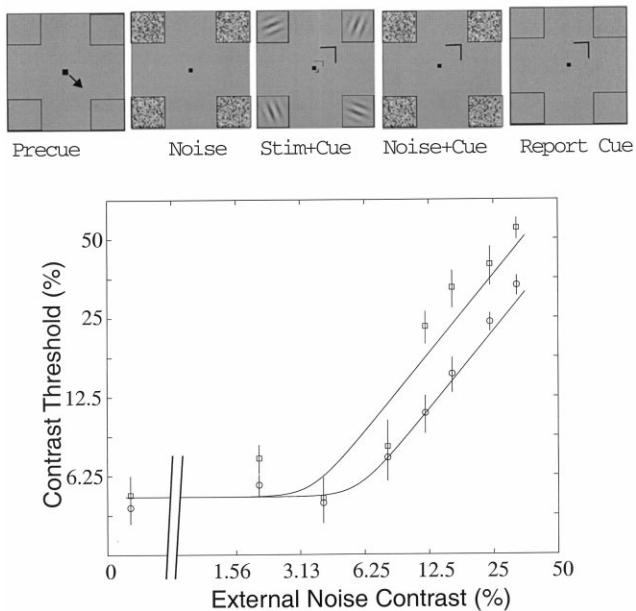 Precue Noise Stim+Cue Noise+Cue Report Cue
Contrast Threshold (%)
50
25
12.5
6.25
0 1.56 3.13 6.25 12.5 25 50
External Noise Contrast (%)